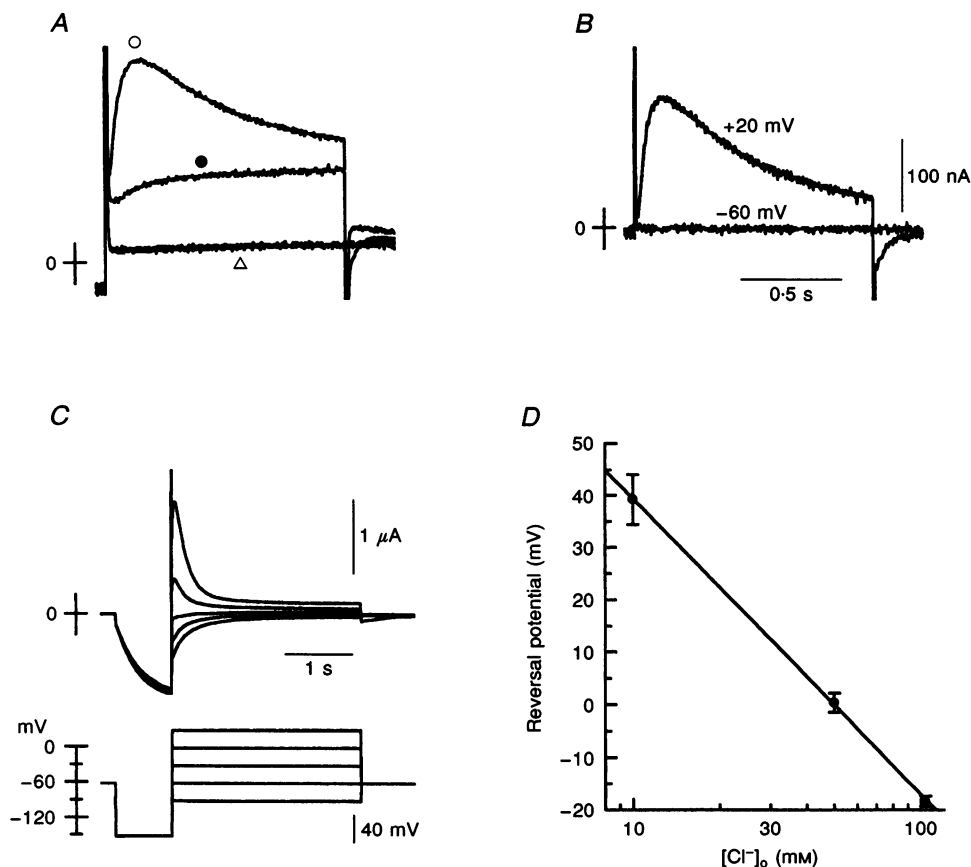 A
B
+20 mV
100 nA
-60 mV
0
0
0·5 s
C
D
1 μA
0
1 s
mV
0
-60
-120
40 mV
50
40
30
20
10
0
-10
-20
Reversal potential (mV)
10
30
100
[Cl⁻]ₒ (mM)